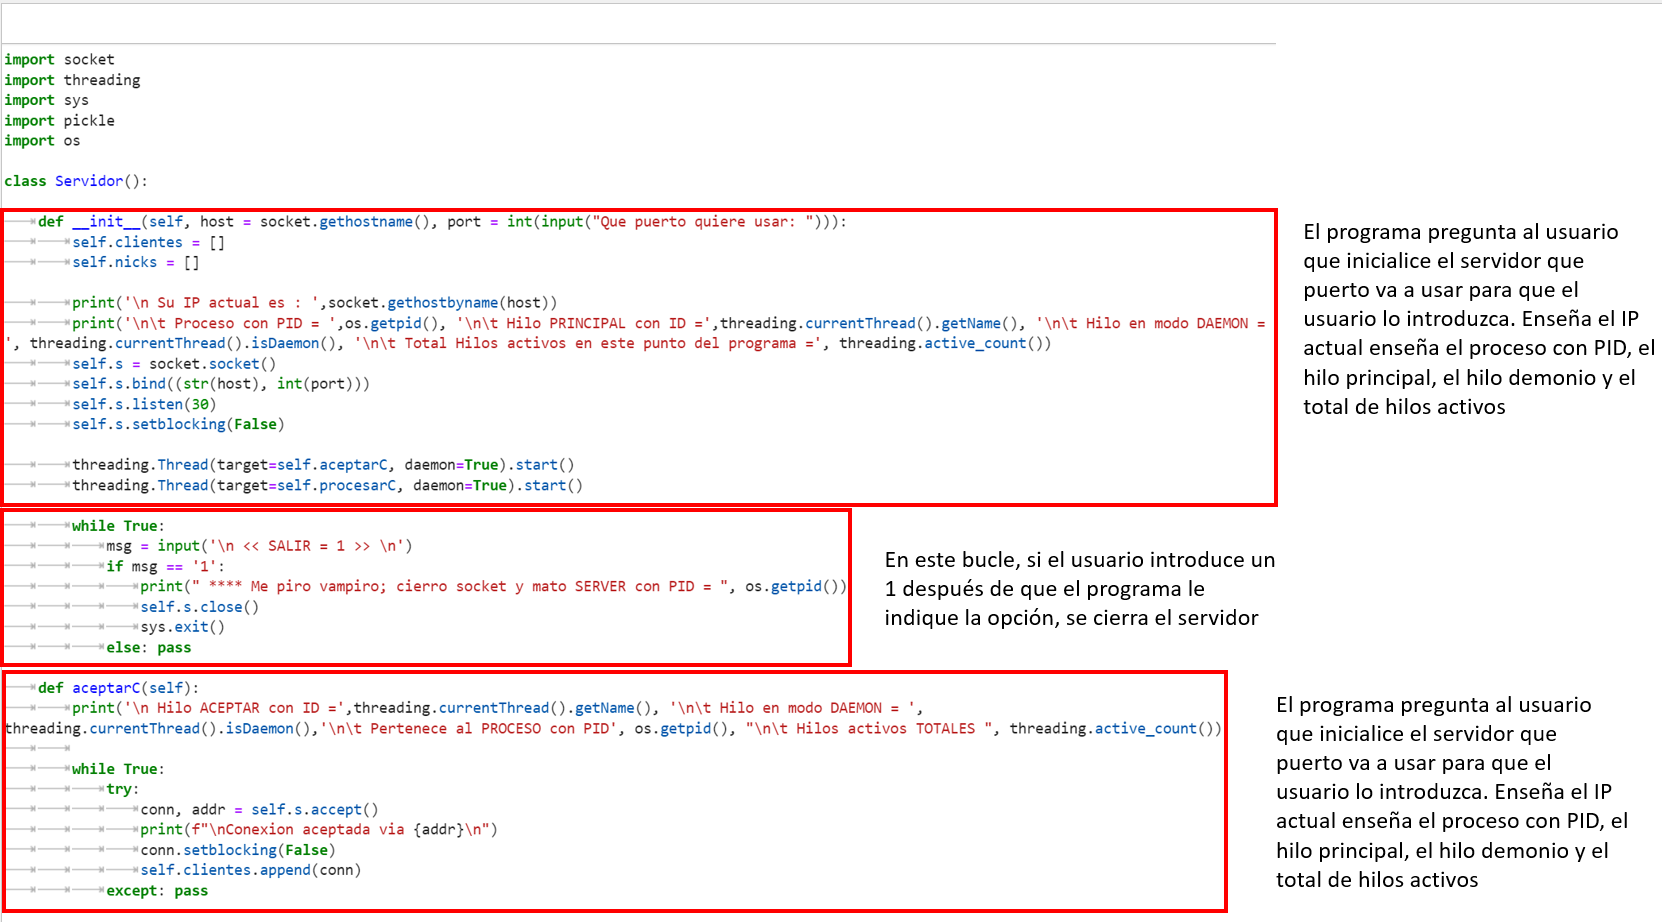 import socket
import threading
import sys
import pickle
import os
class Servidor():
def __init__(self, host = socket.gethostname(), port = int(input("Que puerto quiere usar: "))):
self.clientes = []
self.nicks = []
print('\n Su IP actual es : ',socket.gethostbyname(host))
print('\n\t Proceso con PID = ',os.getpid(), '\n\t Hilo PRINCIPAL con ID =',threading.currentThread().getName(), '\n\t Hilo en modo DAEMON =
', threading.currentThread().isDaemon(), '\n\t Total Hilos activos en este punto del programa =', threading.active_count())
self.s = socket.socket()
self.s.bind((str(host), int(port)))
self.s.listen(30)
self.s.setblocking(False)
threading.Thread(target=self.aceptarC, daemon=True).start()
threading.Thread(target=self.procesarC, daemon=True).start()
El programa pregunta al usuario
que inicialice el servidor que
puerto va a usar para que el
usuario lo introduzca. Enseña el IP
actual enseña el proceso con PID, el
hilo principal, el hilo demonio y el
total de hilos activos
while True:
msg = input('\n << SALIR = 1 >> \n')
if msg == '1':
print(" **** Me piro vampiro; cierro socket y mato SERVER con PID = ", os.getpid())
self.s.close()
sys.exit()
else: pass
En este bucle, si el usuario introduce un
1 después de que el programa le
indique la opción, se cierra el servidor
def aceptarC(self):
print('\n Hilo ACEPTAR con ID =',threading.currentThread().getName(), '\n\t Hilo en modo DAEMON = ',
threading.currentThread().isDaemon(),'\n\t Pertenece al PROCESO con PID', os.getpid(), "\n\t Hilos activos TOTALES ", threading.active_count())
while True:
try:
conn, addr = self.s.accept()
print(f"\nConexion aceptada via {addr}\n")
conn.setblocking(False)
self.clientes.append(conn)
except: pass
El programa pregunta al usuario
que inicialice el servidor que
puerto va a usar para que el
usuario lo introduzca. Enseña el IP
actual enseña el proceso con PID, el
hilo principal, el hilo demonio y el
total de hilos activos